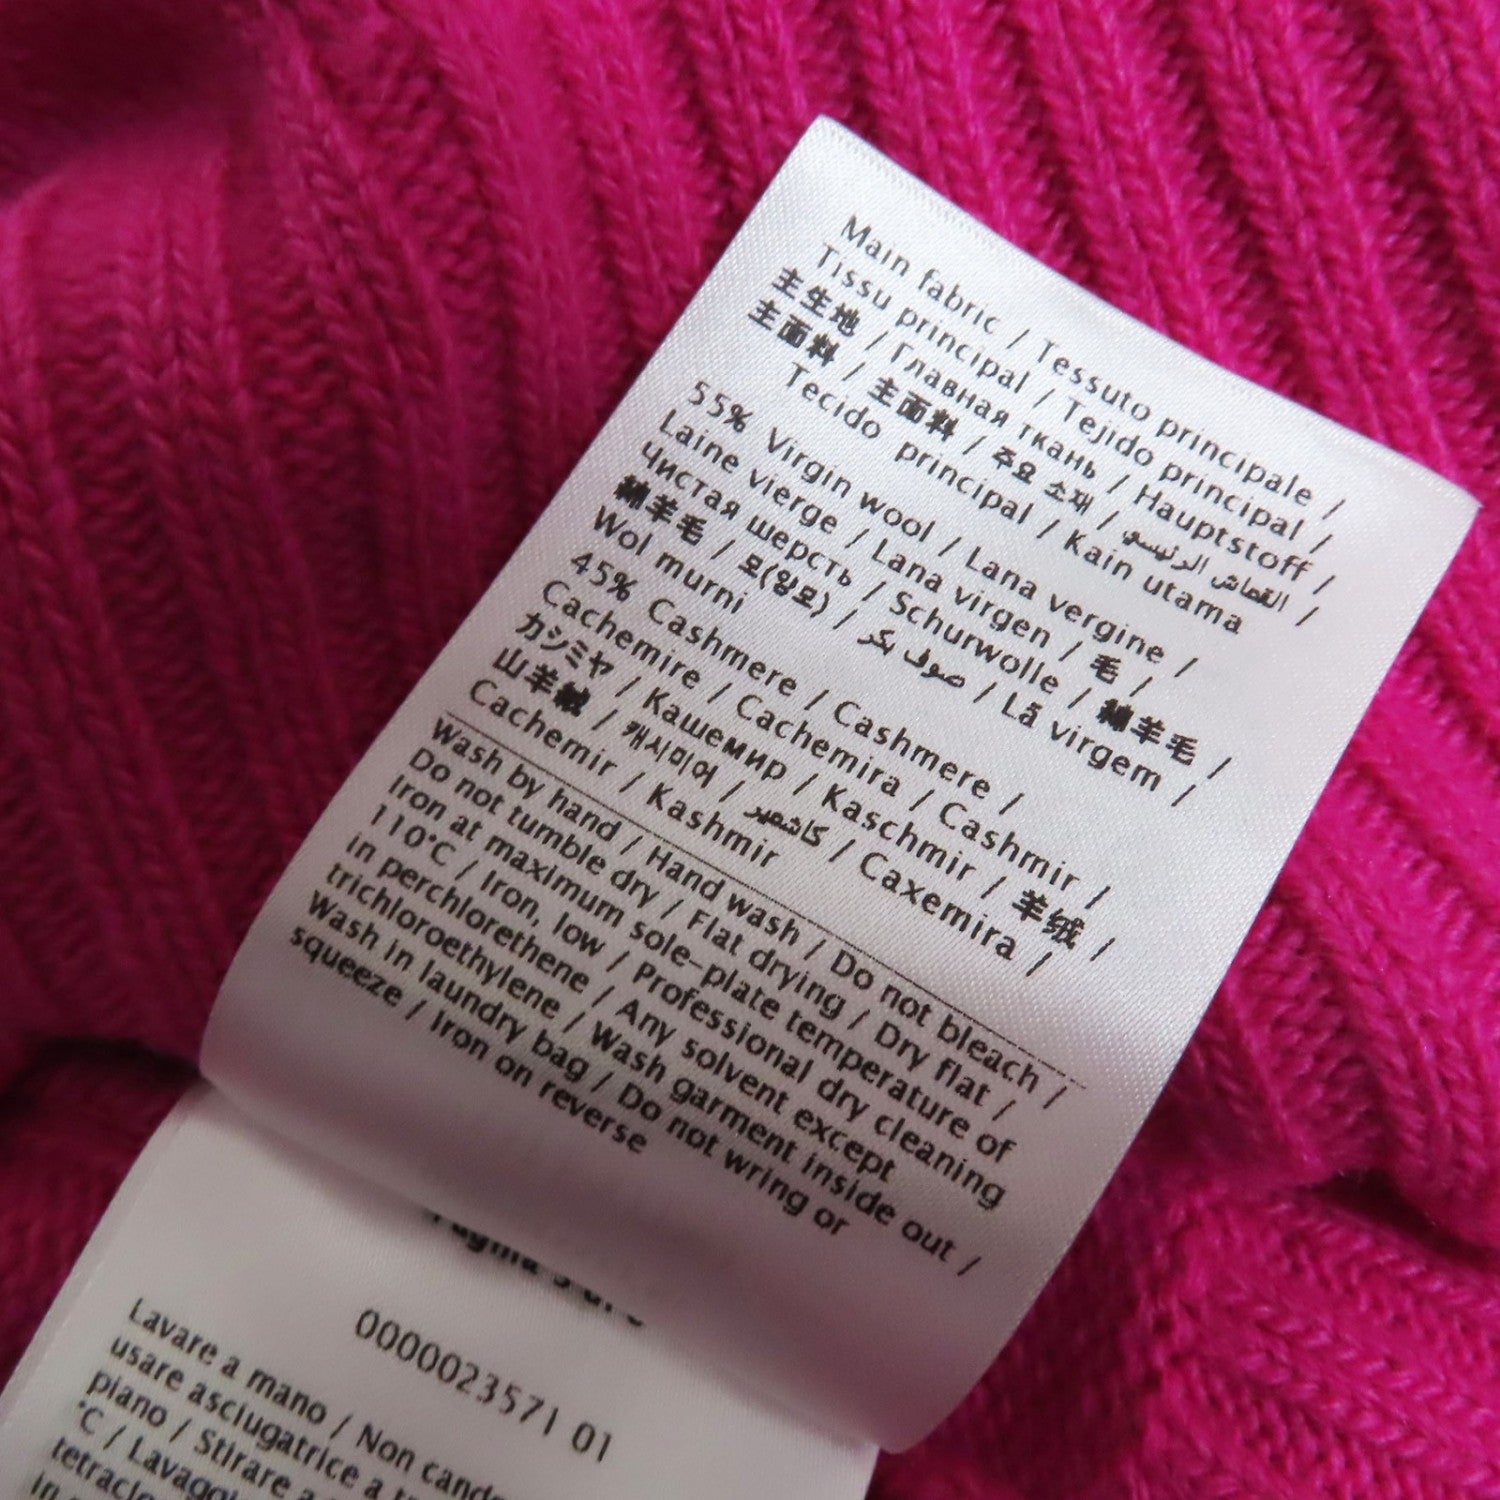 Main fabric / Tessuto principale /
Tissu principal / Tejido principal /
主生地 / Главная ткань / Hauptstoff /
主面料 / 主面料 / 주요 소재 / القماش الرئيسي /
Tecido principal / Kain utama
55% Virgin wool / Lana vergine /
Laine vierge / Lana virgen / 毛 /
Чистая шерсть / Schurwolle / 綿羊毛 /
綿羊毛 / 모(양모) / صوف بكر / Lã virgem /
Wol murni
45% Cashmere / Cashmere /
Cachemire / Cachemira / Cashmir /
カシミヤ / Кашемир / Kaschmir / 羊绒 /
山羊絨 / 캐시미어 / كاشمير / Caxemira /
Cachemir / Kashmir
Wash by hand / Hand wash / Do not bleach /
Do not tumble dry / Flat drying / Dry flat /
Iron at maximum sole-plate temperature of
110°C / Iron, low / Professional dry cleaning
in perchlorethene / Any solvent except
trichloroethylene / Wash garment inside out /
Wash in laundry bag / Do not wring or
squeeze / Iron on reverse
0000023571 01
Lavare a mano / Non
usare asciugatrice a
piano / Stirare a
°C /